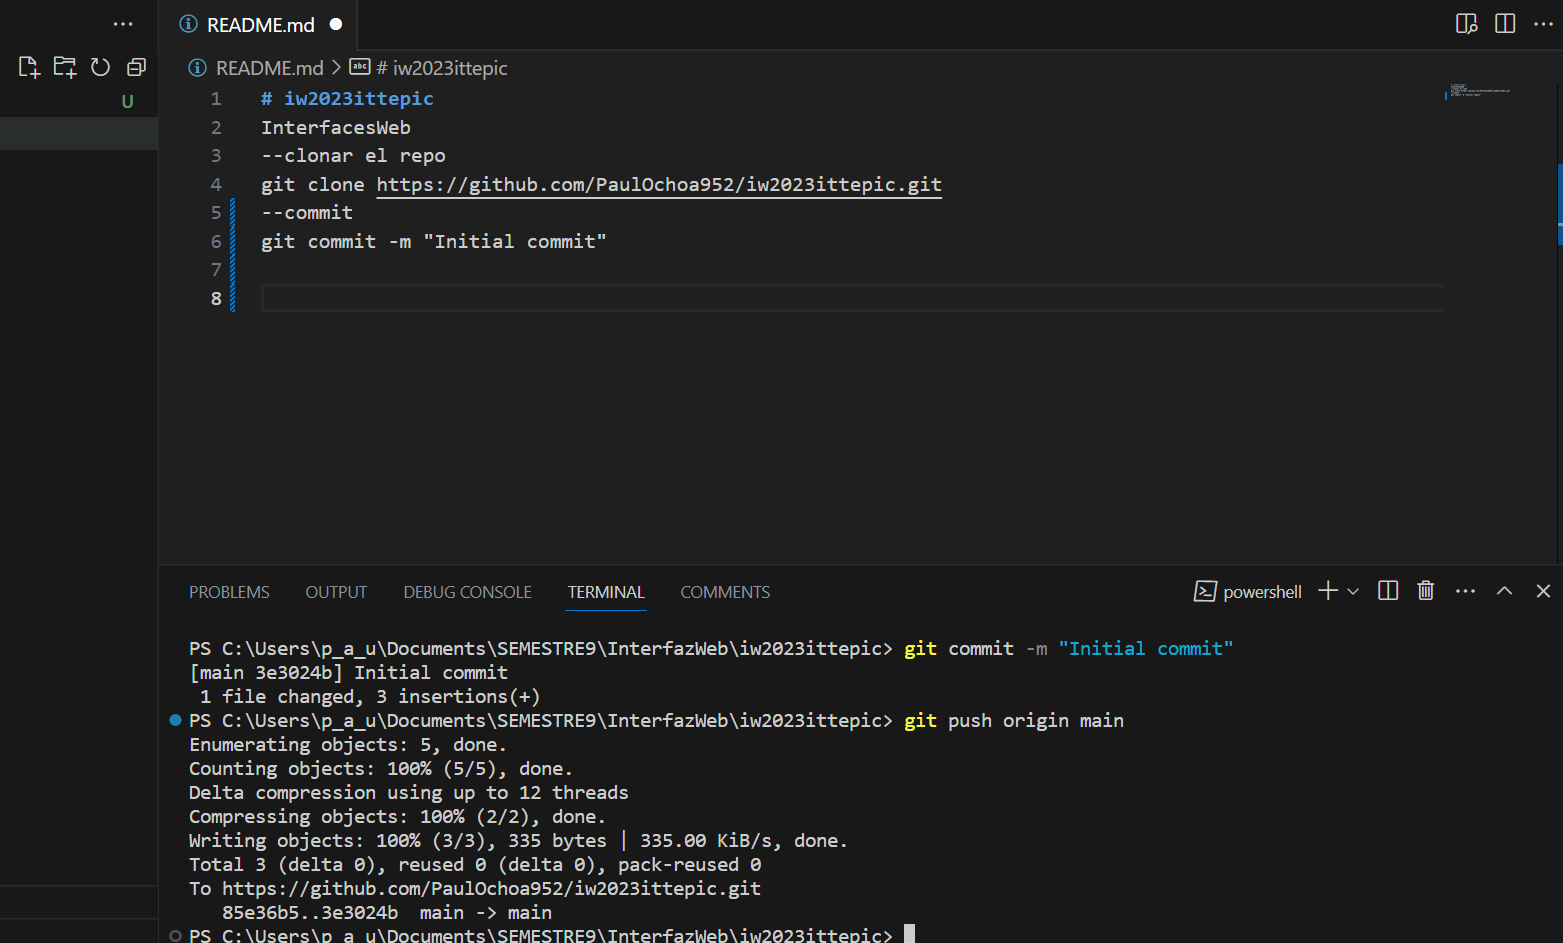 README.md
U
README.md > # iw2023ittepic
1 # iw2023ittepic
2 InterfacesWeb
3 --clonar el repo
4 git clone https://github.com/PaulOchoa952/iw2023ittepic.git
5 --commit
6 git commit -m "Initial commit"
7
8
PROBLEMS OUTPUT DEBUG CONSOLE TERMINAL COMMENTS powershell
PS C:\Users\p_a_u\Documents\SEMESTRE9\InterfazWeb\iw2023ittepic> git commit -m "Initial commit"
[main 3e3024b] Initial commit
1 file changed, 3 insertions(+)
PS C:\Users\p_a_u\Documents\SEMESTRE9\InterfazWeb\iw2023ittepic> git push origin main
Enumerating objects: 5, done.
Counting objects: 100% (5/5), done.
Delta compression using up to 12 threads
Compressing objects: 100% (2/2), done.
Writing objects: 100% (3/3), 335 bytes | 335.00 KiB/s, done.
Total 3 (delta 0), reused 0 (delta 0), pack-reused 0
To https://github.com/PaulOchoa952/iw2023ittepic.git
85e36b5..3e3024b main -> main
PS C:\Users\p_a_u\Documents\SEMESTRE9\InterfazWeb\iw2023ittepic>